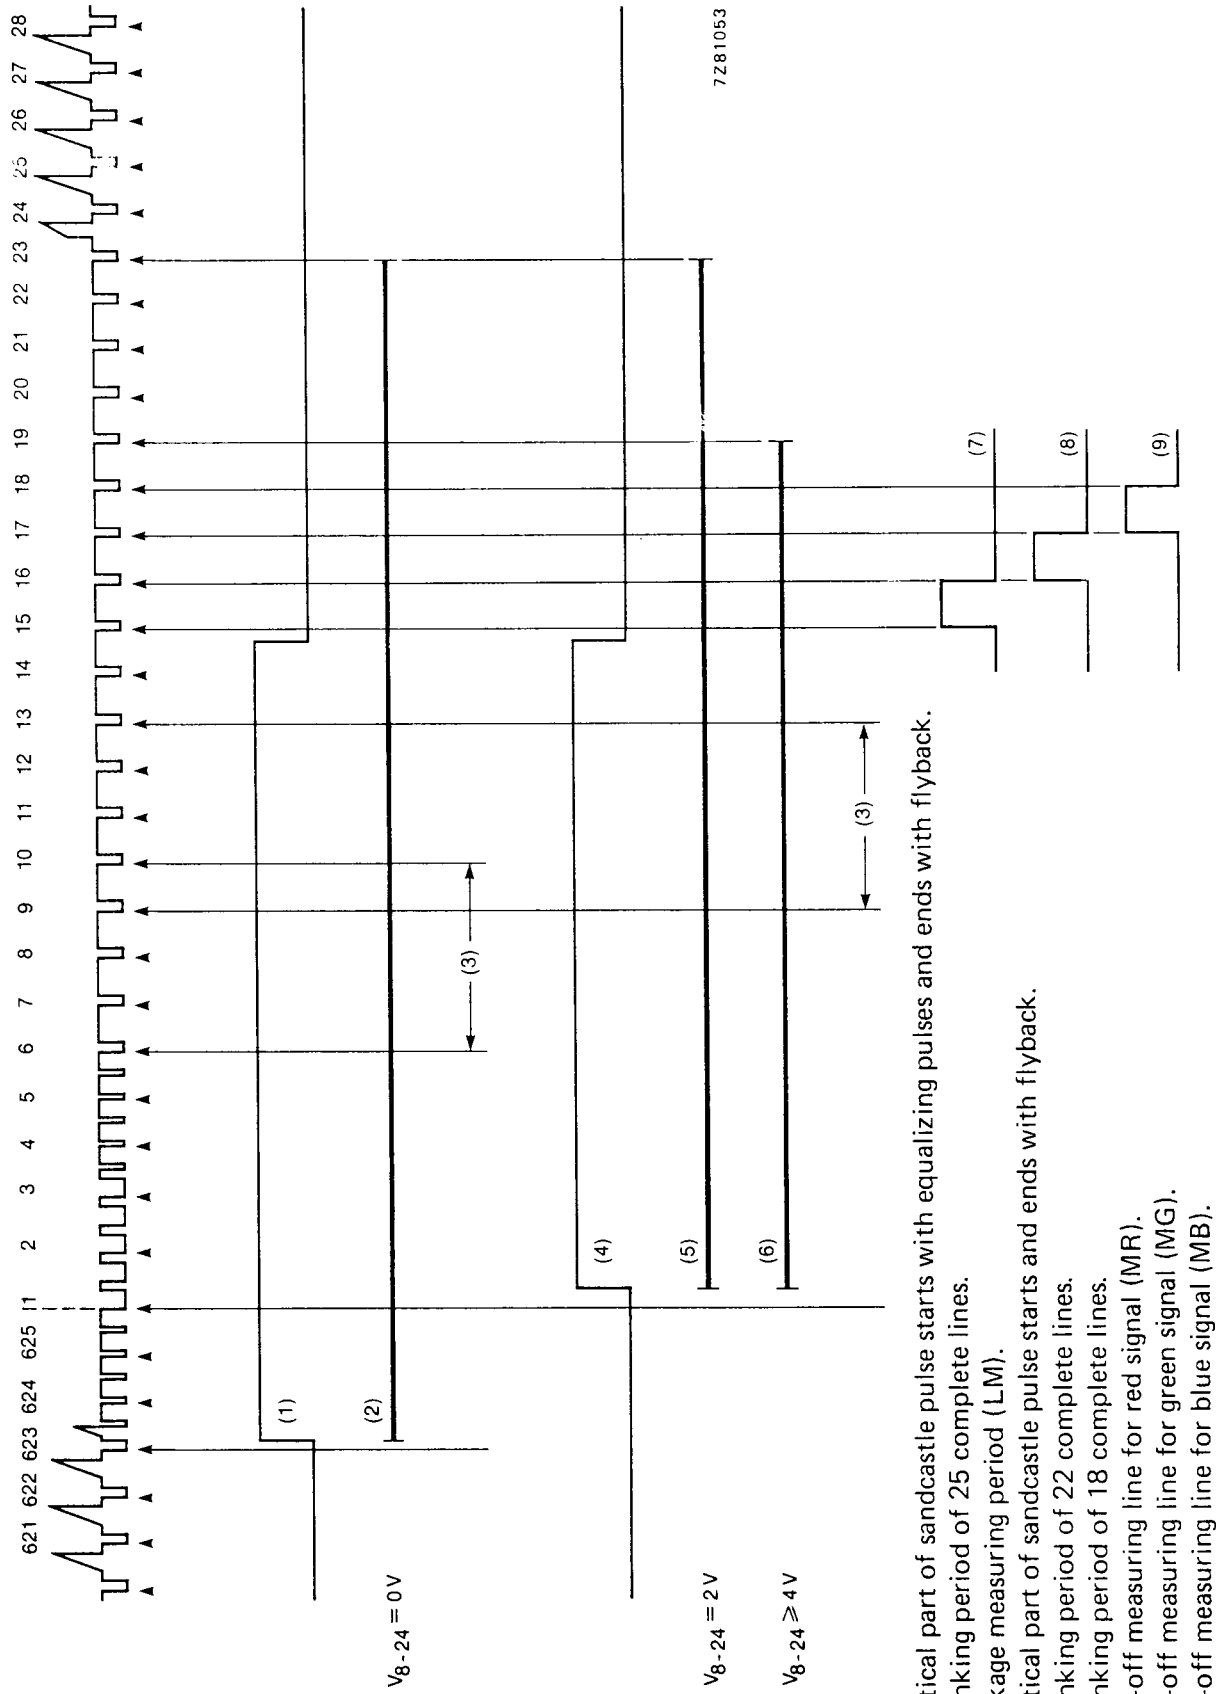 621 622 623 624 625 1 2 3 4 5 6 7 8 9 10 11 12 13 14 15 16 17 18 19 20 21 22 23 24 25 26 27 28
(1)
V8-24 = 0 V
(2)
(3)
(4)
V8-24 = 2 V
(5)
7Z81053
V8-24 ⩾ 4 V
(6)
(3)
(7)
(8)
(9)
tical part of sandcastle pulse starts with equalizing pulses and ends with flyback.
nking period of 25 complete lines.
kage measuring period (LM).
tical part of sandcastle pulse starts and ends with flyback.
nking period of 22 complete lines.
nking period of 18 complete lines.
-off measuring line for red signal (MR).
-off measuring line for green signal (MG).
-off measuring line for blue signal (MB).